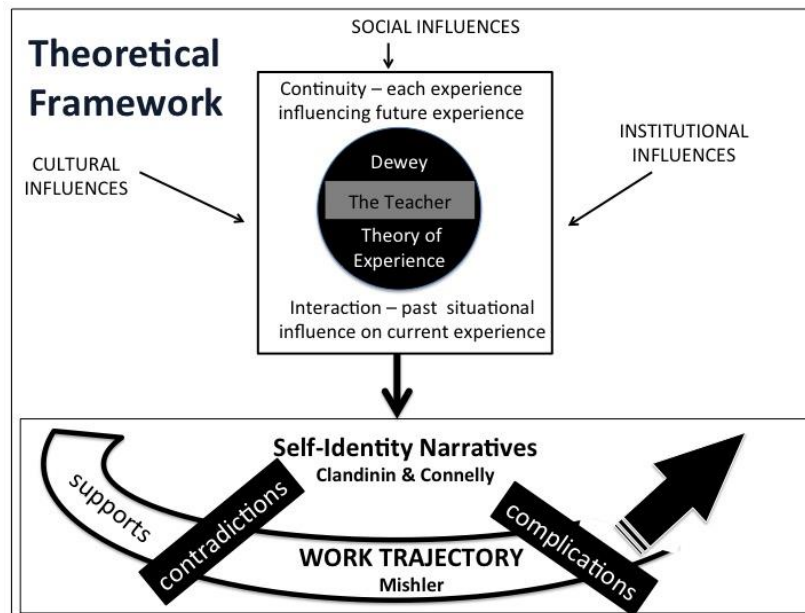 Theoretical
Framework
SOCIAL INFLUENCES
CULTURAL
INFLUENCES
INSTITUTIONAL
INFLUENCES
Continuity – each experience
influencing future experience
Dewey
The Teacher
Theory of
Experience
Interaction – past situational
influence on current experience
Self-Identity Narratives
Clandinin & Connelly
supports
contradictions
complications
WORK TRAJECTORY
Mishler